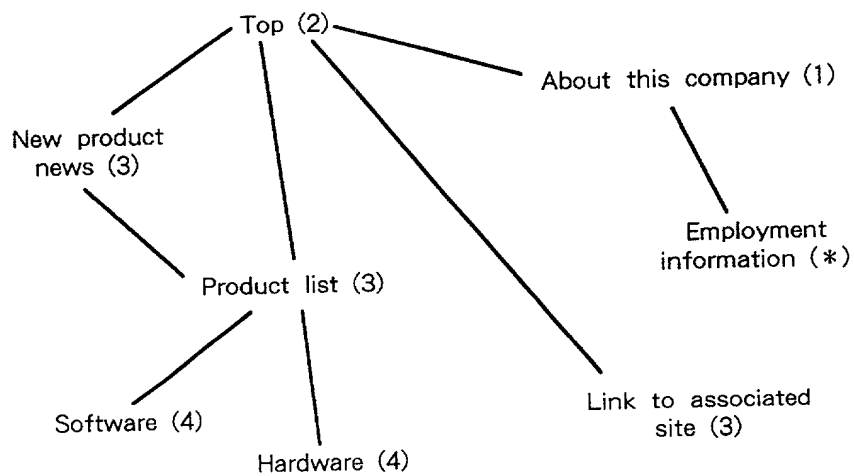 Top (2)
About this company (1)
New product
news (3)
Employment
information (*)
Product list (3)
Link to associated
site (3)
Software (4)
Hardware (4)